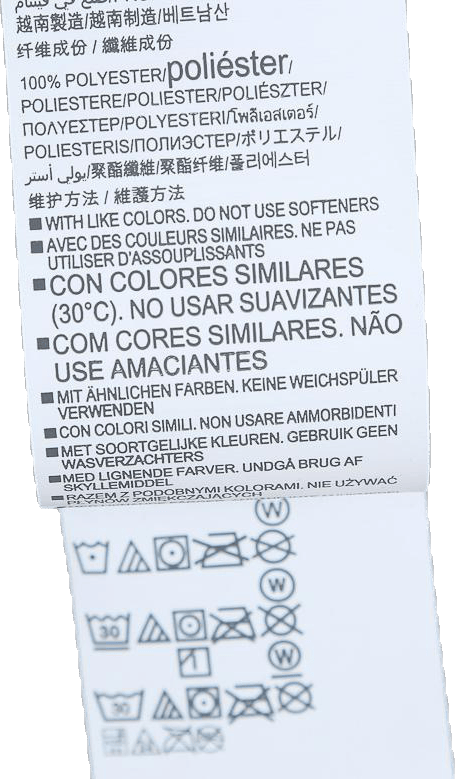 越南製造/越南制造/베트남산
纤维成份 / 纖維成份
100% POLYESTER/poliéster/
POLIESTERE/POLIESTER/POLIÉSZTER/
ΠΟΛΥΕΣΤΕΡ/POLYESTERI/โพลีเอสเตอร์/
POLIESTERIS/ПОЛИЭСТЕР/ポリエステル/
يولي أستر/聚酯纖維/聚酯纤维/폴리에스터
维护方法 / 維護方法
■ WITH LIKE COLORS. DO NOT USE SOFTENERS
■ AVEC DES COULEURS SIMILAIRES. NE PAS
UTILISER D'ASSOUPLISSANTS
■ CON COLORES SIMILARES
(30°C). NO USAR SUAVIZANTES
■ COM CORES SIMILARES. NÃO
USE AMACIANTES
■ MIT ÄHNLICHEN FARBEN. KEINE WEICHSPÜLER
VERWENDEN
■ CON COLORI SIMILI. NON USARE AMMORBIDENTI
■ MET SOORTGELIJKE KLEUREN. GEBRUIK GEEN
WASVERZACHTERS
■ MED LIGNENDE FARVER. UNDGÅ BRUG AF
SKYLLEMIDDEL
■ RAZEM Z PODOBNYMI KOLORAMI. NIE UŻYWAĆ
PŁYNÓW ZMIĘKCZAJĄCYCH
W
W
30
W
30